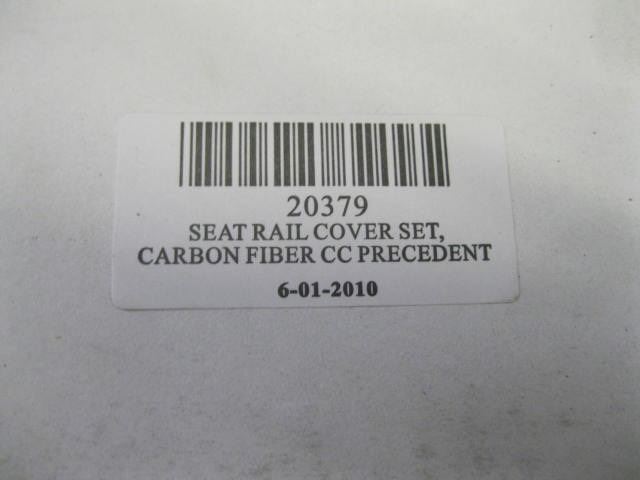 20379
SEAT RAIL COVER SET,
CARBON FIBER CC PRECEDENT
6-01-2010